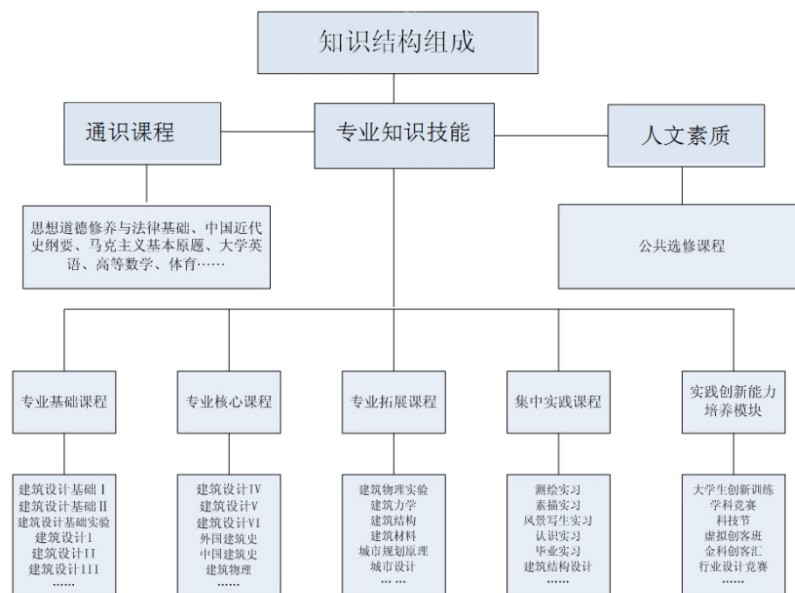 知识结构组成
通识课程
专业知识技能
人文素质
思想道德修养与法律基础、中国近代
史纲要、马克主义基本原题、大学英
语、高等数学、体育……
公共选修课程
专业基础课程
专业核心课程
专业拓展课程
集中实践课程
实践创新能力
培养模块
建筑设计基础Ⅰ
建筑设计基础Ⅱ
建筑设计基础实验
建筑设计I
建筑设计II
建筑设计III
……
建筑设计IV
建筑设计V
建筑设计VI
外国建筑史
中国建筑史
建筑物理
……
建筑物理实验
建筑力学
建筑结构
建筑材料
城市规划原理
城市设计
… …
测绘实习
素描实习
风景写生实习
认识实习
毕业实习
建筑结构设计
……
大学生创新训练
学科竞赛
科技节
虚拟创客班
金科创客汇
行业设计竞赛
……